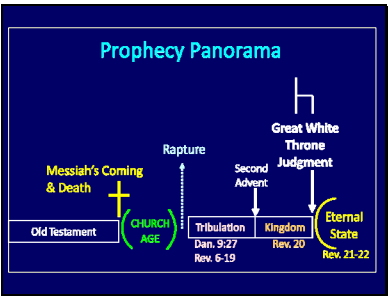 Prophecy Panorama
Great White
Throne
Judgment
Rapture
Second
Advent
Messiah's Coming
& Death
Old Testament
CHURCH
AGE
Tribulation
Kingdom
Eternal
State
Dan. 9:27
Rev. 6-19
Rev. 20
Rev. 21-22